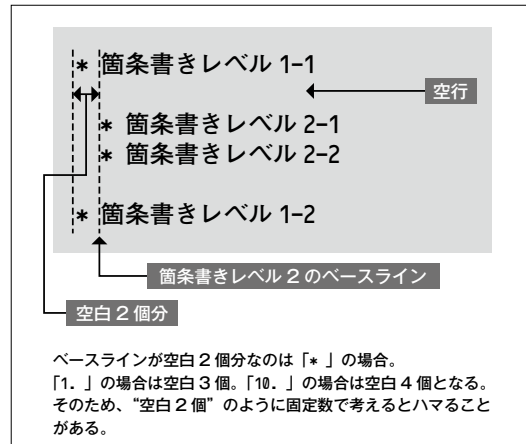 * 箇条書きレベル 1-1
空行
* 箇条書きレベル 2-1
* 箇条書きレベル 2-2
* 箇条書きレベル 1-2
箇条書きレベル 2 のベースライン
空白 2 個分
ベースラインが空白 2 個分なのは「* 」の場合。
「1. 」の場合は空白 3 個。「10. 」の場合は空白 4 個となる。
そのため、“空白 2 個”のように固定数で考えるとハマること
がある。